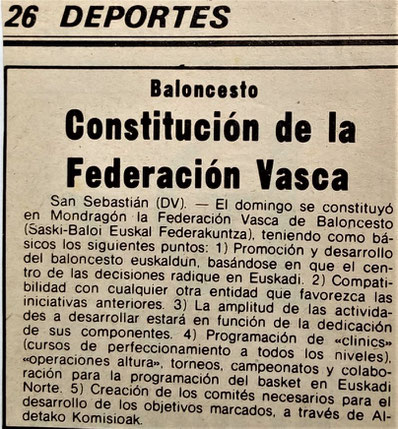 26 DEPORTES
Baloncesto
Constitución de la
Federación Vasca
San Sebastián (DV). — El domingo se constituyó
en Mondragón la Federación Vasca de Baloncesto
(Saski-Baloi Euskal Federakuntza), teniendo como bá-
sicos los siguientes puntos: 1) Promoción y desarrollo
del baloncesto euskaldun, basándose en que el cen-
tro de las decisiones radique en Euskadi. 2) Compati-
bilidad con cualquier otra entidad que favorezca las
iniciativas anteriores. 3) La amplitud de las activida-
des a desarrollar estará en función de la dedicación
de sus componentes. 4) Programación de «clinics»
(cursos de perfeccionamiento a todos los niveles),
«operaciones altura», torneos, campeonatos y colabo-
ración para la programación del basket en Euskadi
Norte. 5) Creación de los comités necesarios para el
desarrollo de los objetivos marcados, a través de Al-
detako Komisioak.